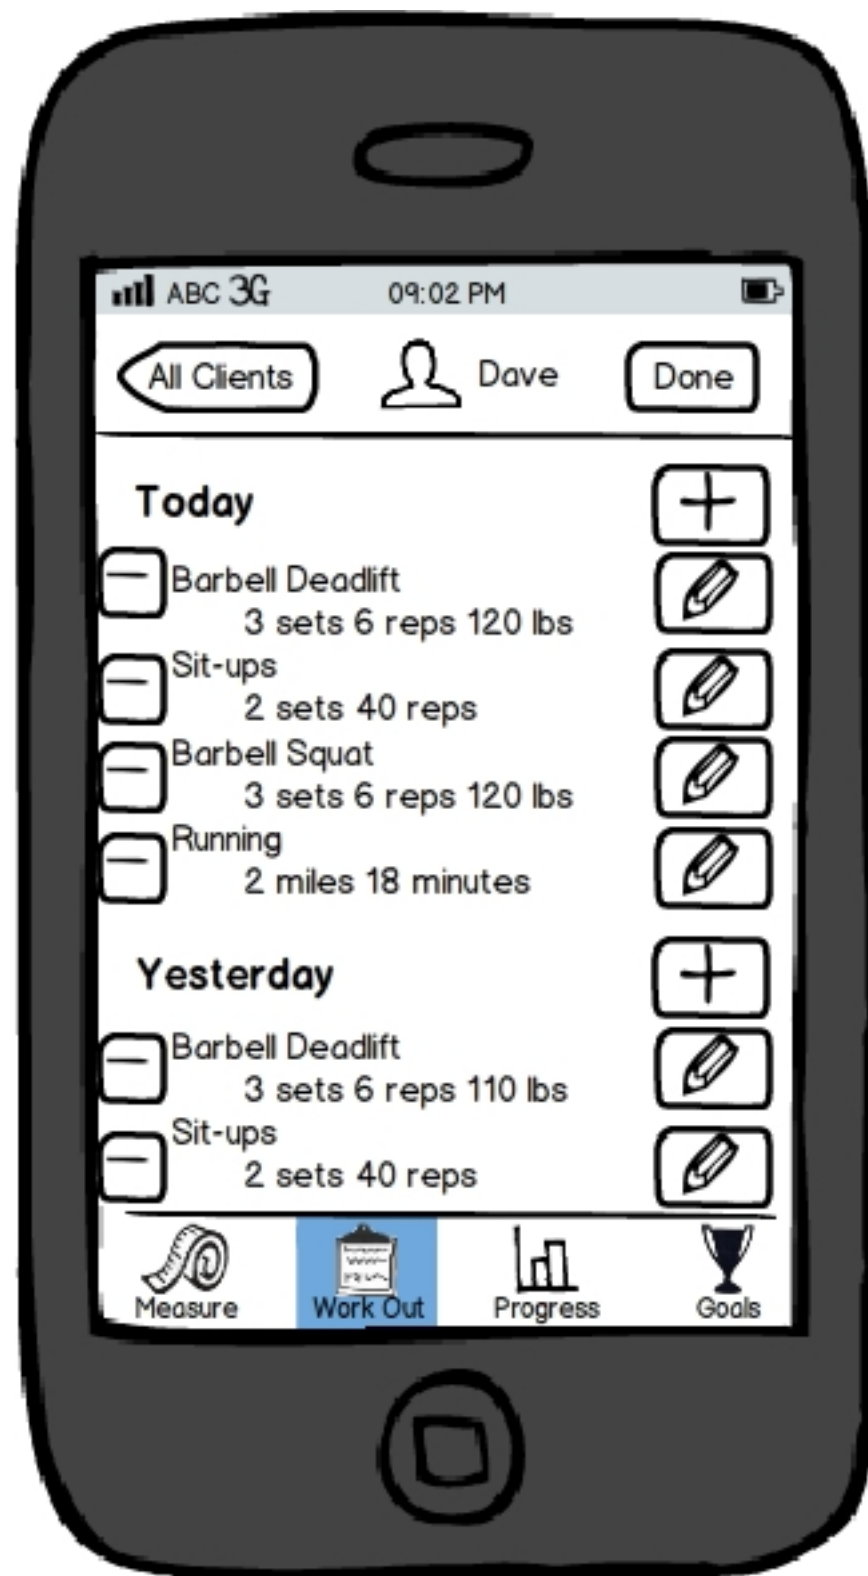 ABC 3G 09:02 PM
All Clients Dave Done
Today
Barbell Deadlift
3 sets 6 reps 120 lbs
Sit-ups
2 sets 40 reps
Barbell Squat
3 sets 6 reps 120 lbs
Running
2 miles 18 minutes
Yesterday
Barbell Deadlift
3 sets 6 reps 110 lbs
Sit-ups
2 sets 40 reps
Measure Work Out Progress Goals